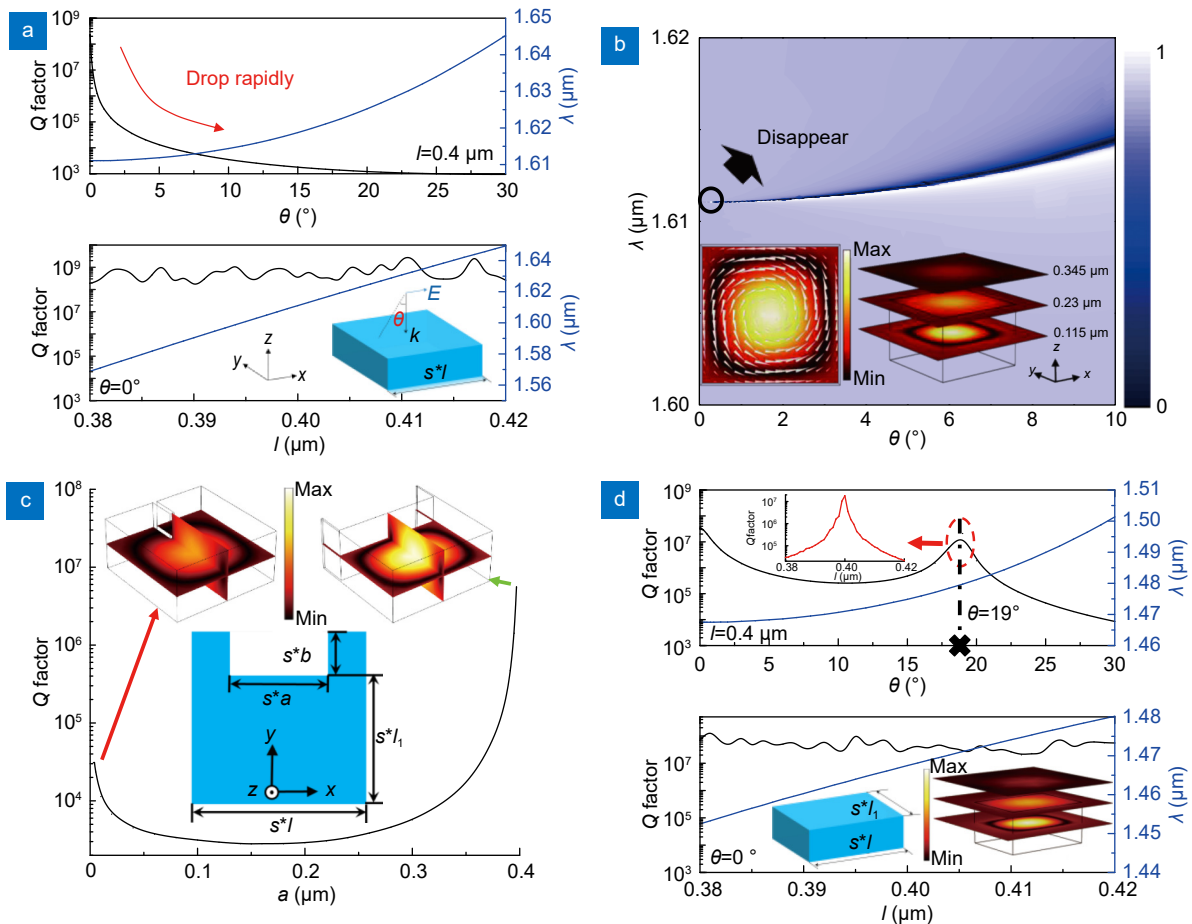 a
10⁹
10⁷
10⁵
10³
Q factor
Drop rapidly
l=0.4 μm
1.65
1.64
1.63
1.62
1.61
λ (μm)
0 5 10 15 20 25 30
θ (°)
10⁹
10⁷
10⁵
10³
Q factor
θ=0°
z
y
x
E
θ
k
s*l
1.64
1.60
1.58
1.56
λ (μm)
0.38 0.39 0.40 0.41 0.42
l (μm)
b
1.62
1.61
1.60
λ (μm)
Disappear
Max
Min
0.345 μm
0.23 μm
0.115 μm
z
y
x
0 2 4 6 8 10
θ (°)
1
0
c
10⁸
10⁷
10⁶
10⁵
10⁴
Q factor
Max
Min
s*b
s*a
s*l₁
y
z
x
s*l
0 0.1 0.2 0.3 0.4
a (μm)
d
10⁹
10⁷
10⁵
10³
Q factor
10⁷
10⁶
10⁵
Qfactor
0.38 0.40 0.42
l (μm)
θ=19°
l=0.4 μm
1.51
1.50
1.49
1.48
1.47
1.46
λ (μm)
0 5 10 15 20 25 30
θ (°)
10⁹
10⁷
10⁵
10³
Q factor
θ=0 °
s*l₁
s*l
Max
Min
1.48
1.47
1.46
1.45
1.44
λ (μm)
0.38 0.39 0.40 0.41 0.42
l (μm)